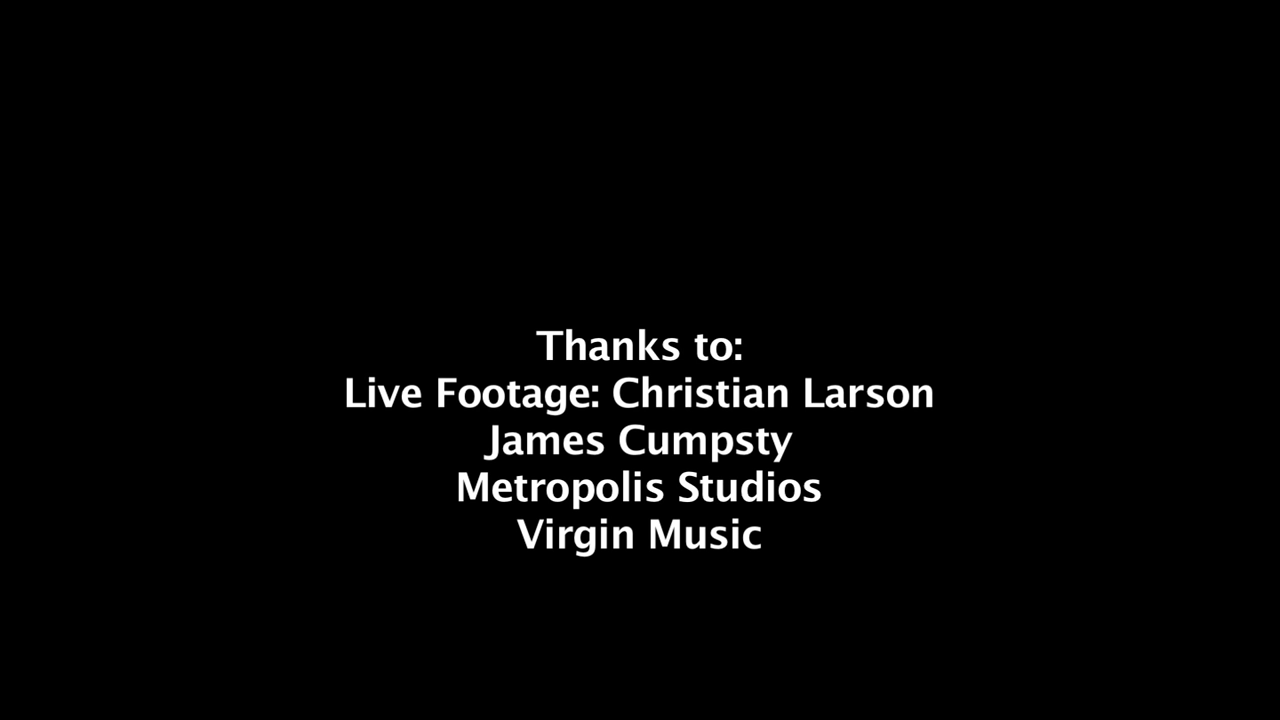 Thanks to:
Live Footage: Christian Larson
James Cumpsty
Metropolis Studios
Virgin Music